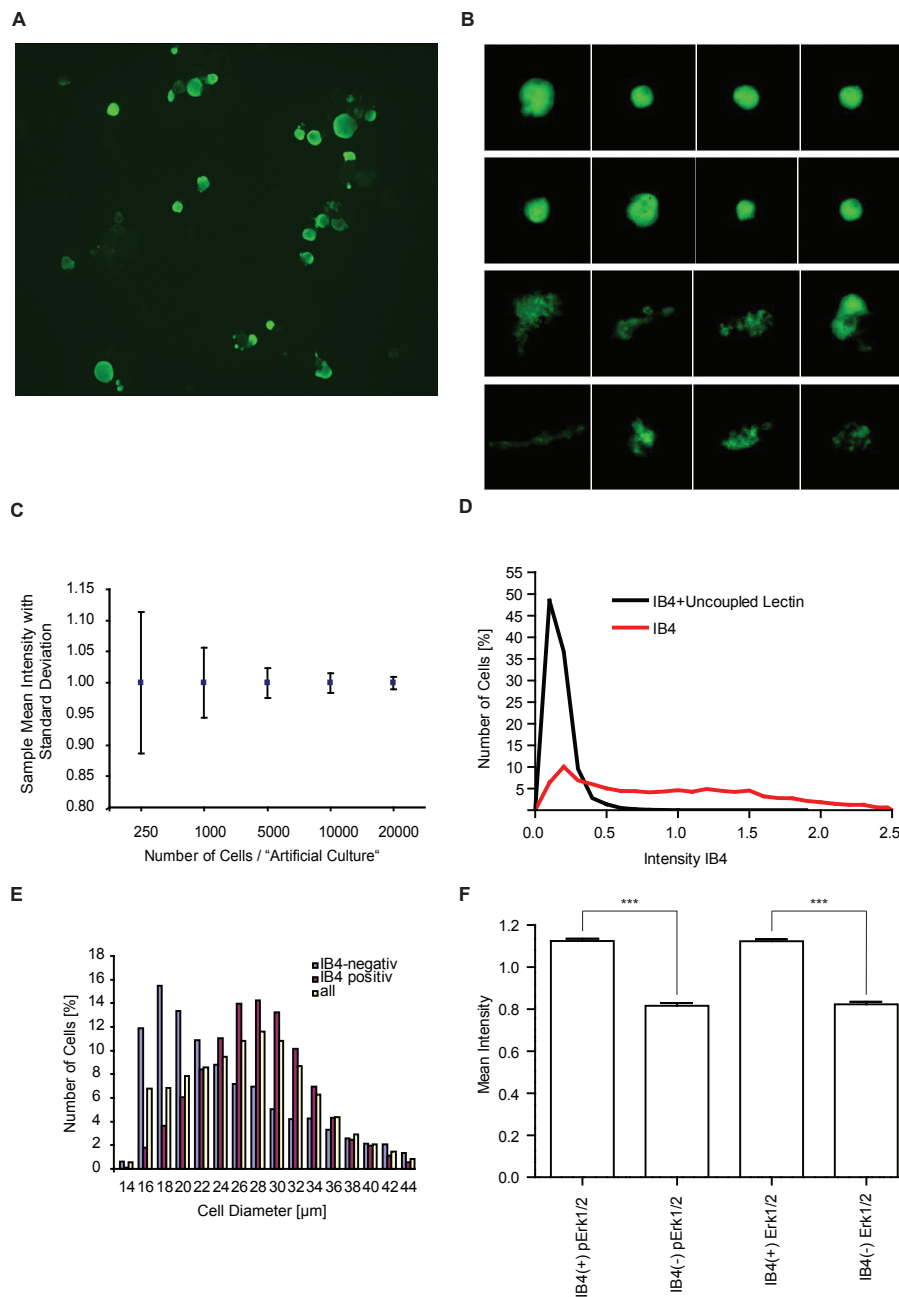 A
B
C
Sample Mean Intensity with
Standard Deviation
1.15
1.10
1.05
1.00
0.95
0.90
0.85
0.80
250 1000 5000 10000 20000
Number of Cells / "Artificial Culture"
D
Number of Cells [%]
55
50
45
40
35
30
25
20
15
10
5
IB4+Uncoupled Lectin
IB4
0.0 0.5 1.0 1.5 2.0 2.5
Intensity IB4
E
Number of Cells [%]
18
16
14
12
10
8
6
4
2
0
IB4-negativ
IB4 positiv
all
14 16 18 20 22 24 26 28 30 32 34 36 38 40 42 44
Cell Diameter [µm]
F
Mean Intensity
1.2
1.0
0.8
0.6
0.4
0.2
0.0
*** ***
IB4(+) pErk1/2
IB4(-) pErk1/2
IB4(+) Erk1/2
IB4(-) Erk1/2